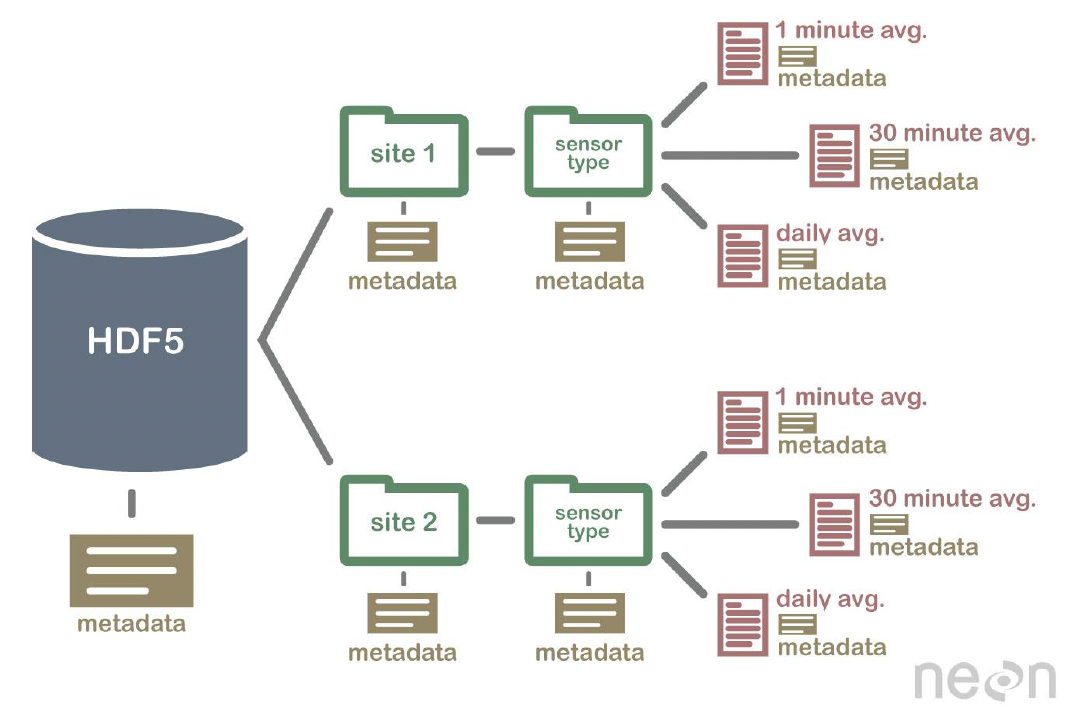 HDF5
metadata
site 1
metadata
sensor
type
metadata
1 minute avg.
metadata
30 minute avg.
metadata
daily avg.
metadata
site 2
metadata
sensor
type
metadata
1 minute avg.
metadata
30 minute avg.
metadata
daily avg.
metadata
neon